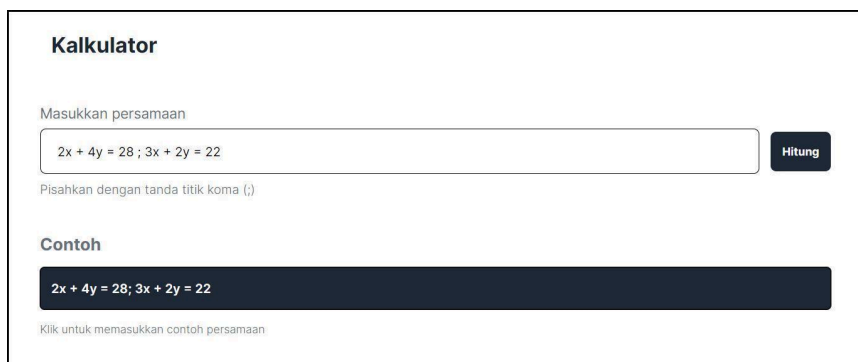 Kalkulator
Masukkan persamaan
2x + 4y = 28 ; 3x + 2y = 22
Hitung
Pisahkan dengan tanda titik koma (;)
Contoh
2x + 4y = 28; 3x + 2y = 22
Klik untuk memasukkan contoh persamaan